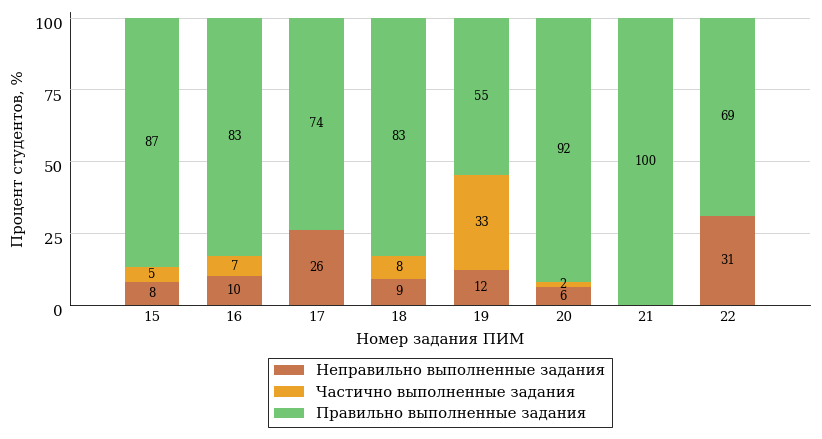 Процент студентов, %
100
75
50
25
0
87 83 74 83 55 92 100 69
5 7 8 33 2
8 10 26 9 12 6 31
15 16 17 18 19 20 21 22
Номер задания ПИМ
Неправильно выполненные задания
Частично выполненные задания
Правильно выполненные задания